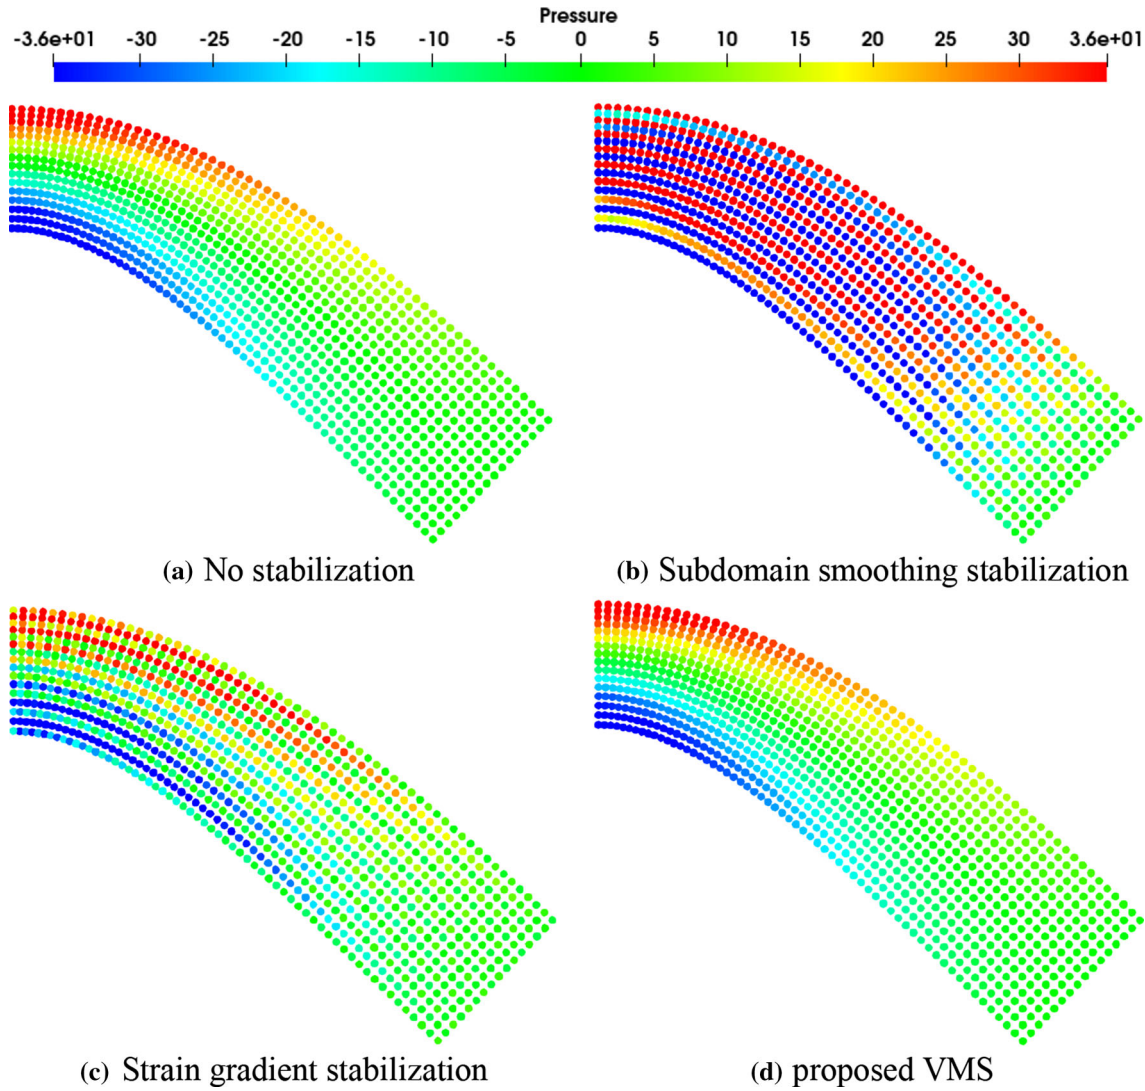 Pressure
-3.6e+01 -30 -25 -20 -15 -10 -5 0 5 10 15 20 25 30 3.6e+01
(a) No stabilization
(b) Subdomain smoothing stabilization
(c) Strain gradient stabilization
(d) proposed VMS